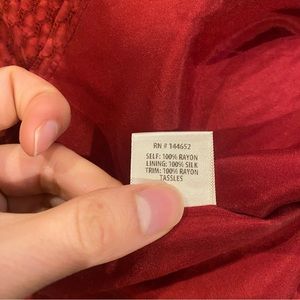 RN # 144652
SELF: 100% RAYON
LINING: 100% SILK
TRIM: 100% RAYON
TASSLES